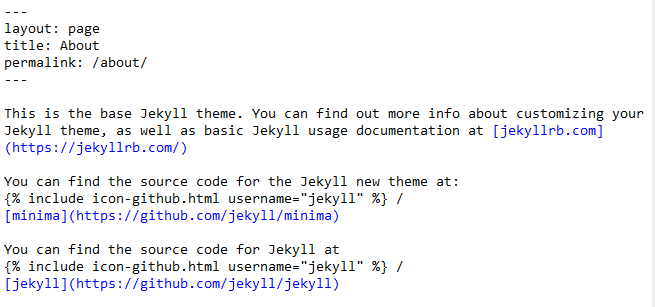 ---
layout: page
title: About
permalink: /about/
---

This is the base Jekyll theme. You can find out more info about customizing your
Jekyll theme, as well as basic Jekyll usage documentation at [jekyllrb.com]
(https://jekyllrb.com/)

You can find the source code for the Jekyll new theme at:
{% include icon-github.html username="jekyll" %} /
[minima](https://github.com/jekyll/minima)

You can find the source code for Jekyll at
{% include icon-github.html username="jekyll" %} /
[jekyll](https://github.com/jekyll/jekyll)